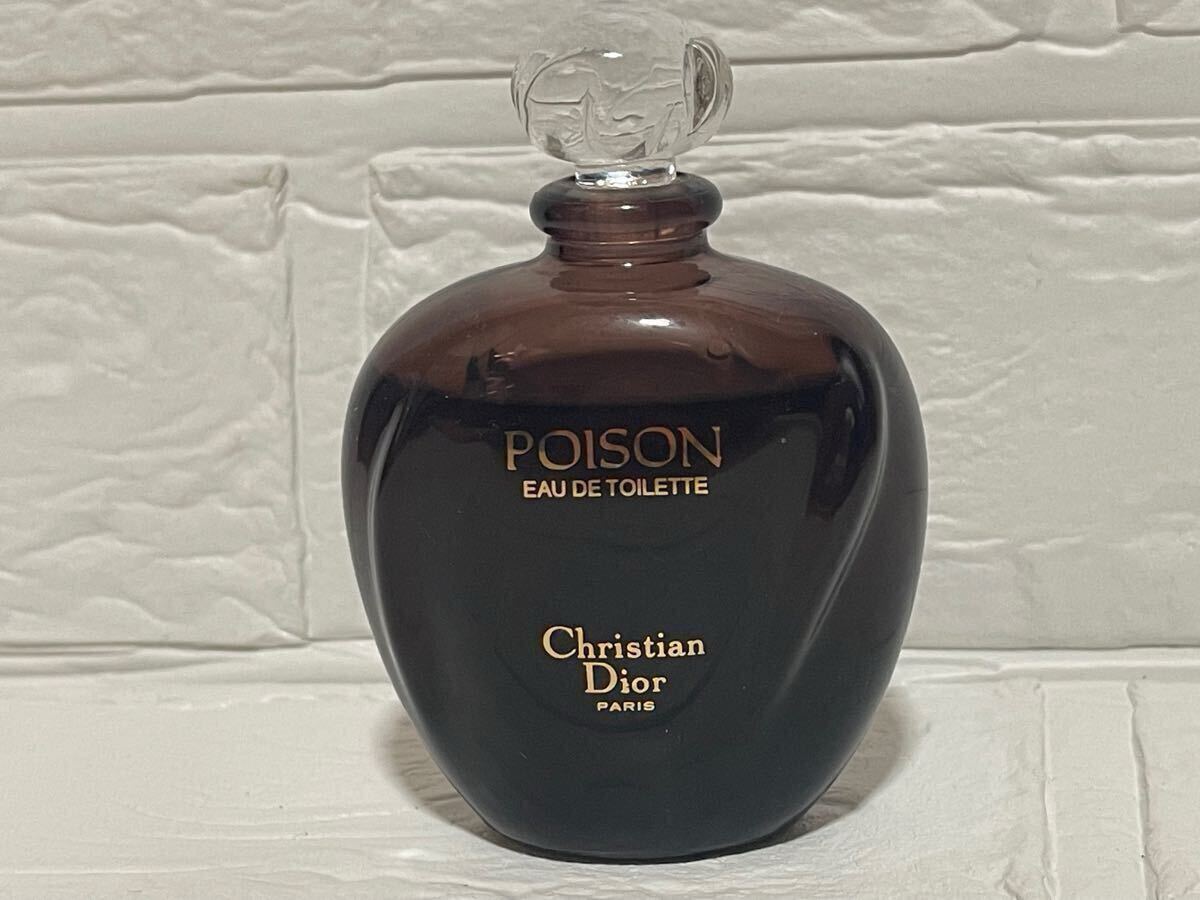 POISON
EAU DE TOILETTE
Christian
Dior
PARIS